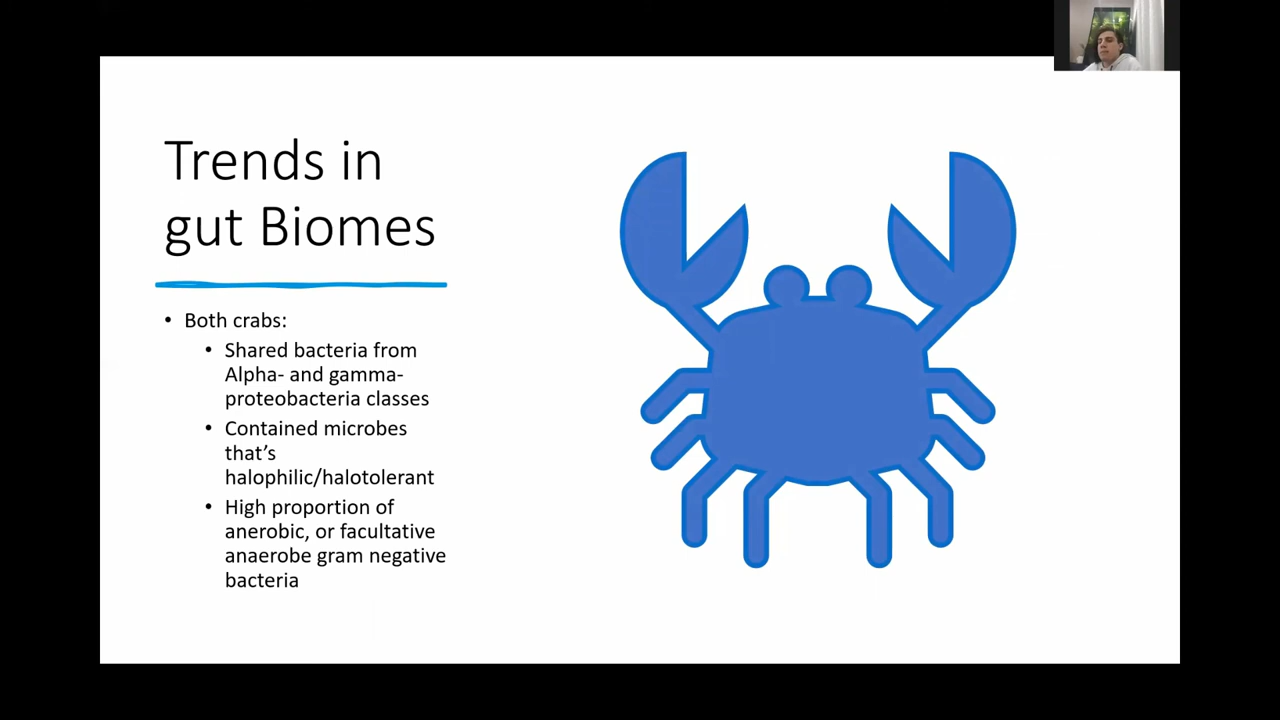 Trends in
gut Biomes
• Both crabs:
• Shared bacteria from
Alpha- and gamma-
proteobacteria classes
• Contained microbes
that’s
halophilic/halotolerant
• High proportion of
anerobic, or facultative
anaerobe gram negative
bacteria